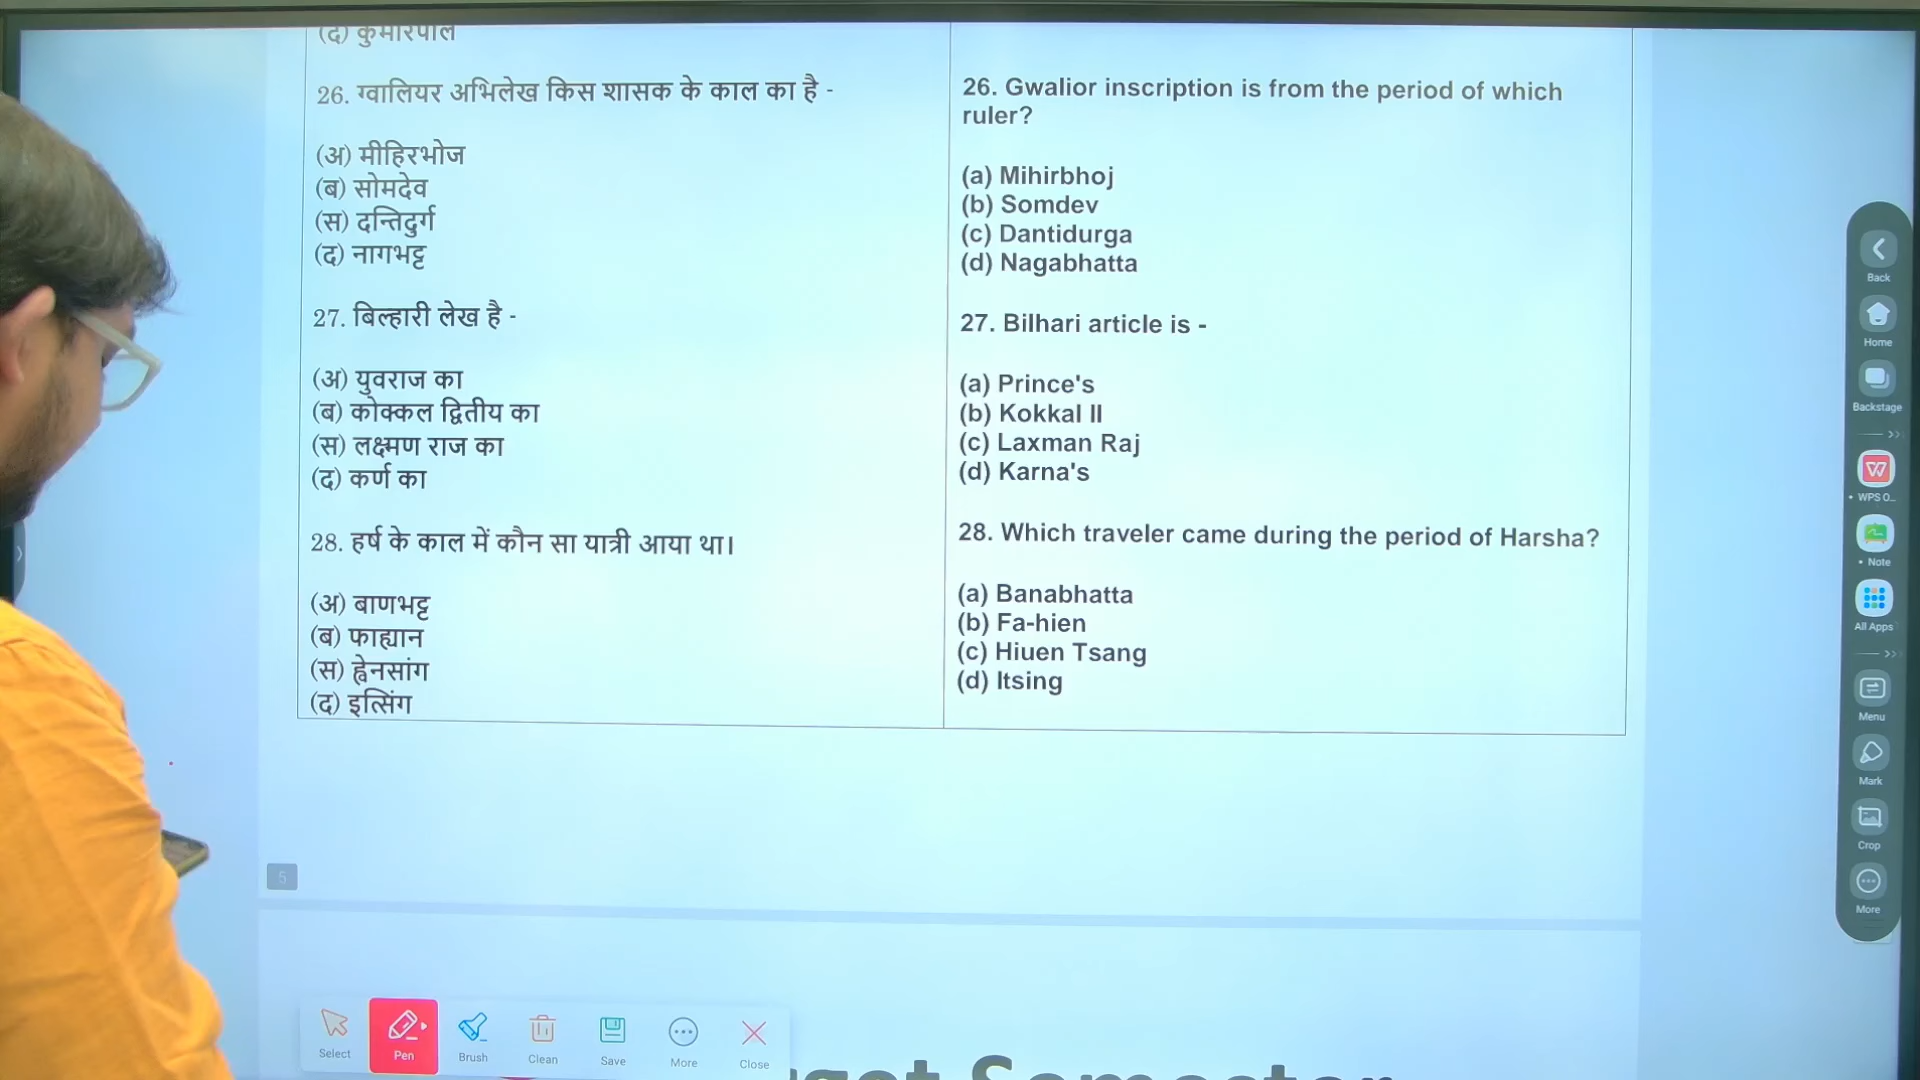 (द) कुमारपाल
26. ग्वालियर अभिलेख किस शासक के काल का है -
(अ) मीहिरभोज
(ब) सोमदेव
(स) दन्तिदुर्ग
(द) नागभट्ट
27. बिल्हारी लेख है -
(अ) युवराज का
(ब) कोक्कल द्वितीय का
(स) लक्ष्मण राज का
(द) कर्ण का
28. हर्ष के काल में कौन सा यात्री आया था।
(अ) बाणभट्ट
(ब) फाह्यान
(स) ह्वेनसांग
(द) इत्सिंग
26. Gwalior inscription is from the period of which
ruler?
(a) Mihirbhoj
(b) Somdev
(c) Dantidurga
(d) Nagabhatta
27. Bilhari article is -
(a) Prince's
(b) Kokkal II
(c) Laxman Raj
(d) Karna's
28. Which traveler came during the period of Harsha?
(a) Banabhatta
(b) Fa-hien
(c) Hiuen Tsang
(d) Itsing
5
Back
Home
Backstage
WPS O...
Note
All Apps
Menu
Mark
Crop
More
Select
Pen
Brush
Clean
Save
More
Close
Semester